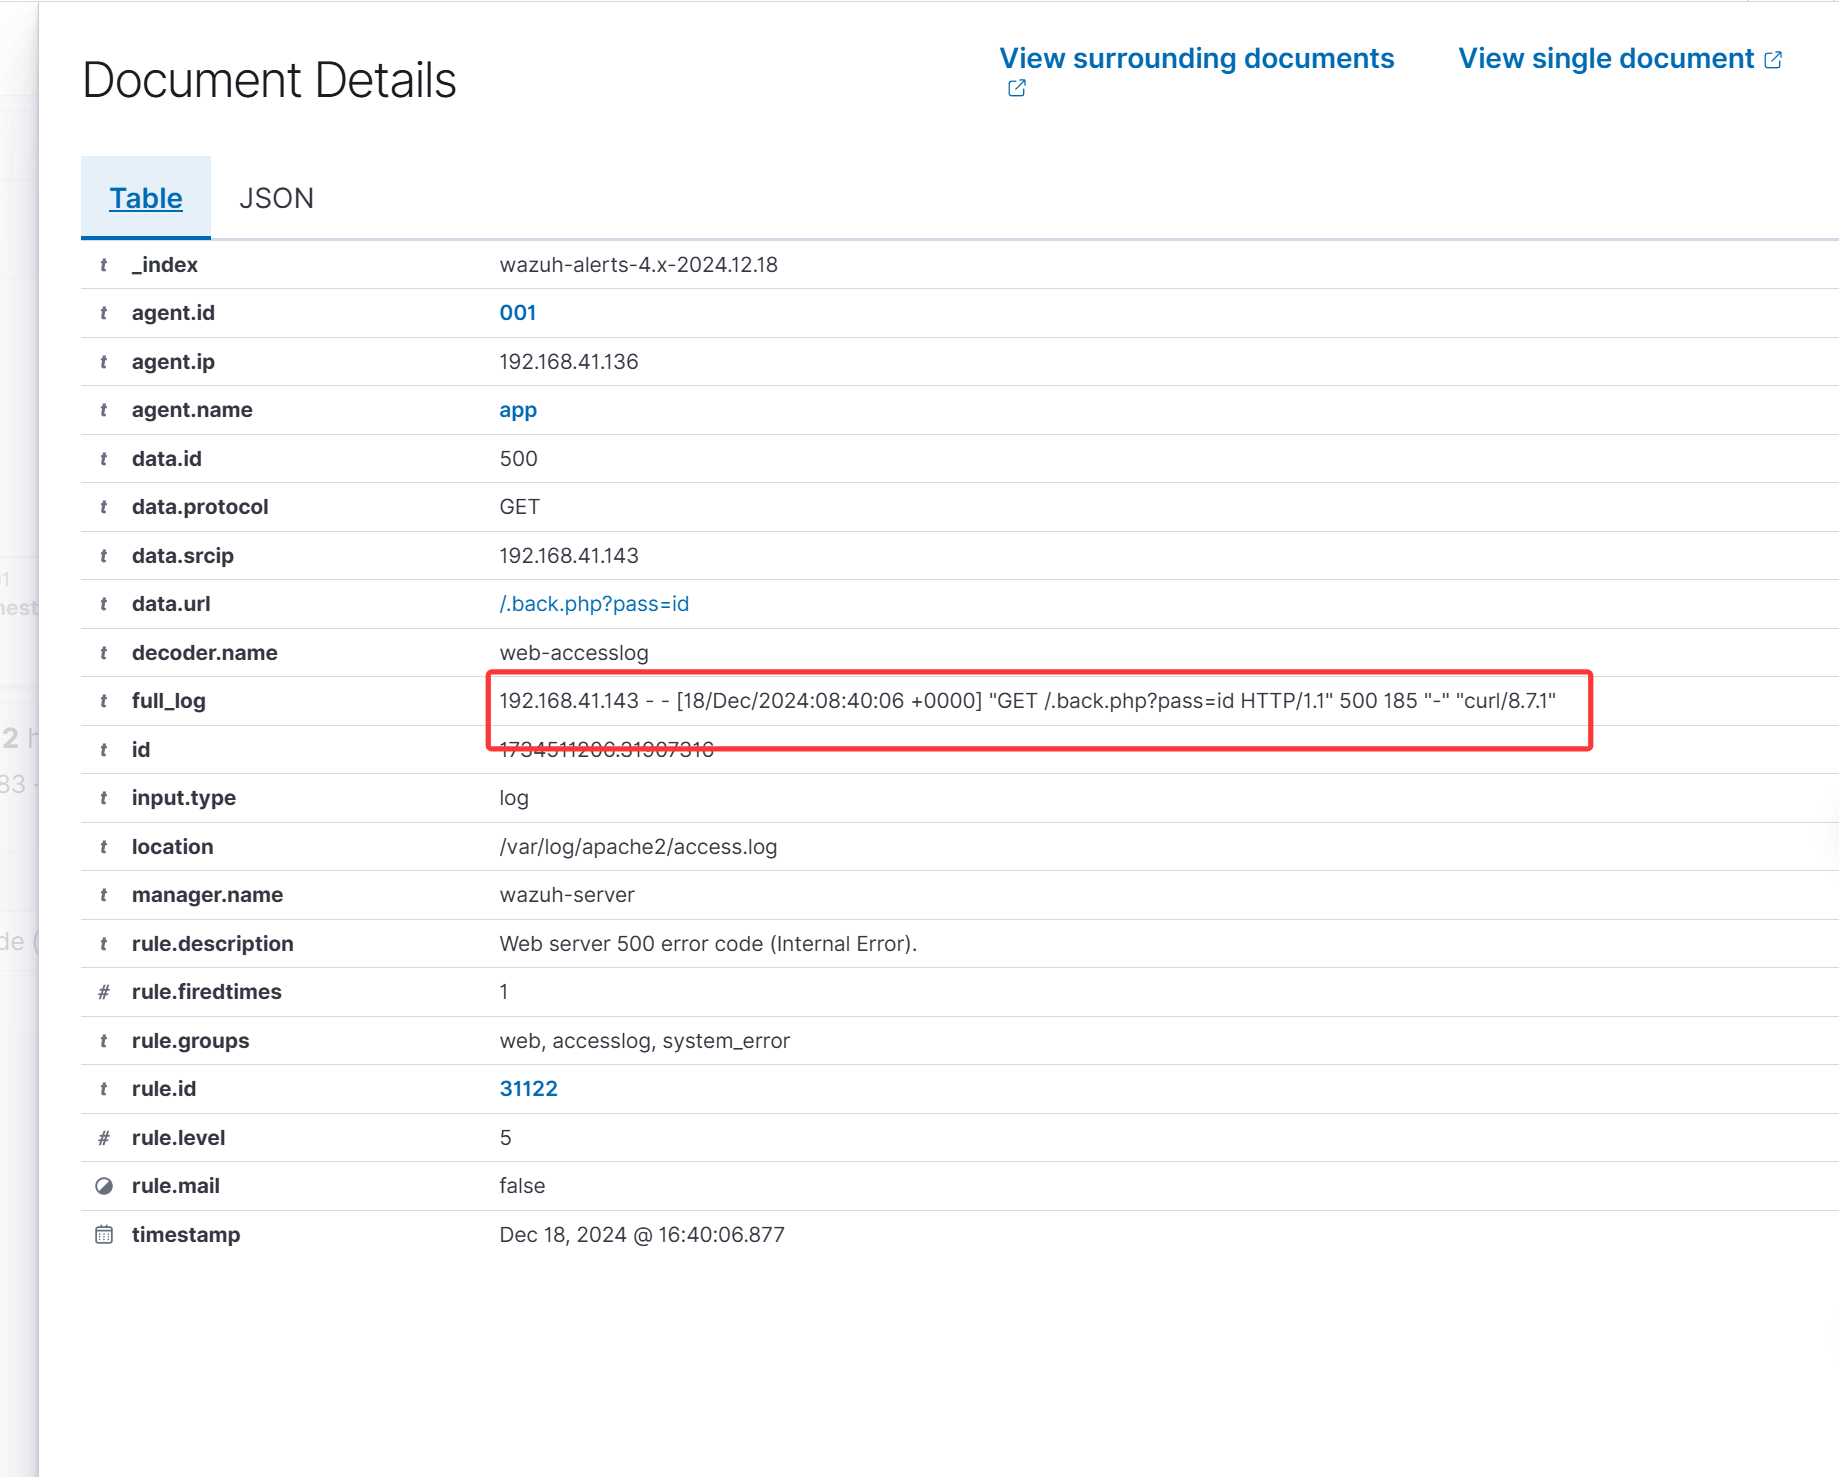 View surrounding documents
View single document
Document Details
Table JSON
t _index wazuh-alerts-4.x-2024.12.18
t agent.id 001
t agent.ip 192.168.41.136
t agent.name app
t data.id 500
t data.protocol GET
t data.srcip 192.168.41.143
t data.url /.back.php?pass=id
t decoder.name web-accesslog
t full_log 192.168.41.143 - - [18/Dec/2024:08:40:06 +0000] "GET /.back.php?pass=id HTTP/1.1" 500 185 "-" "curl/8.7.1"
t id 1734511206.31907316
t input.type log
t location /var/log/apache2/access.log
t manager.name wazuh-server
t rule.description Web server 500 error code (Internal Error).
# rule.firedtimes 1
t rule.groups web, accesslog, system_error
t rule.id 31122
# rule.level 5
rule.mail false
timestamp Dec 18, 2024 @ 16:40:06.877